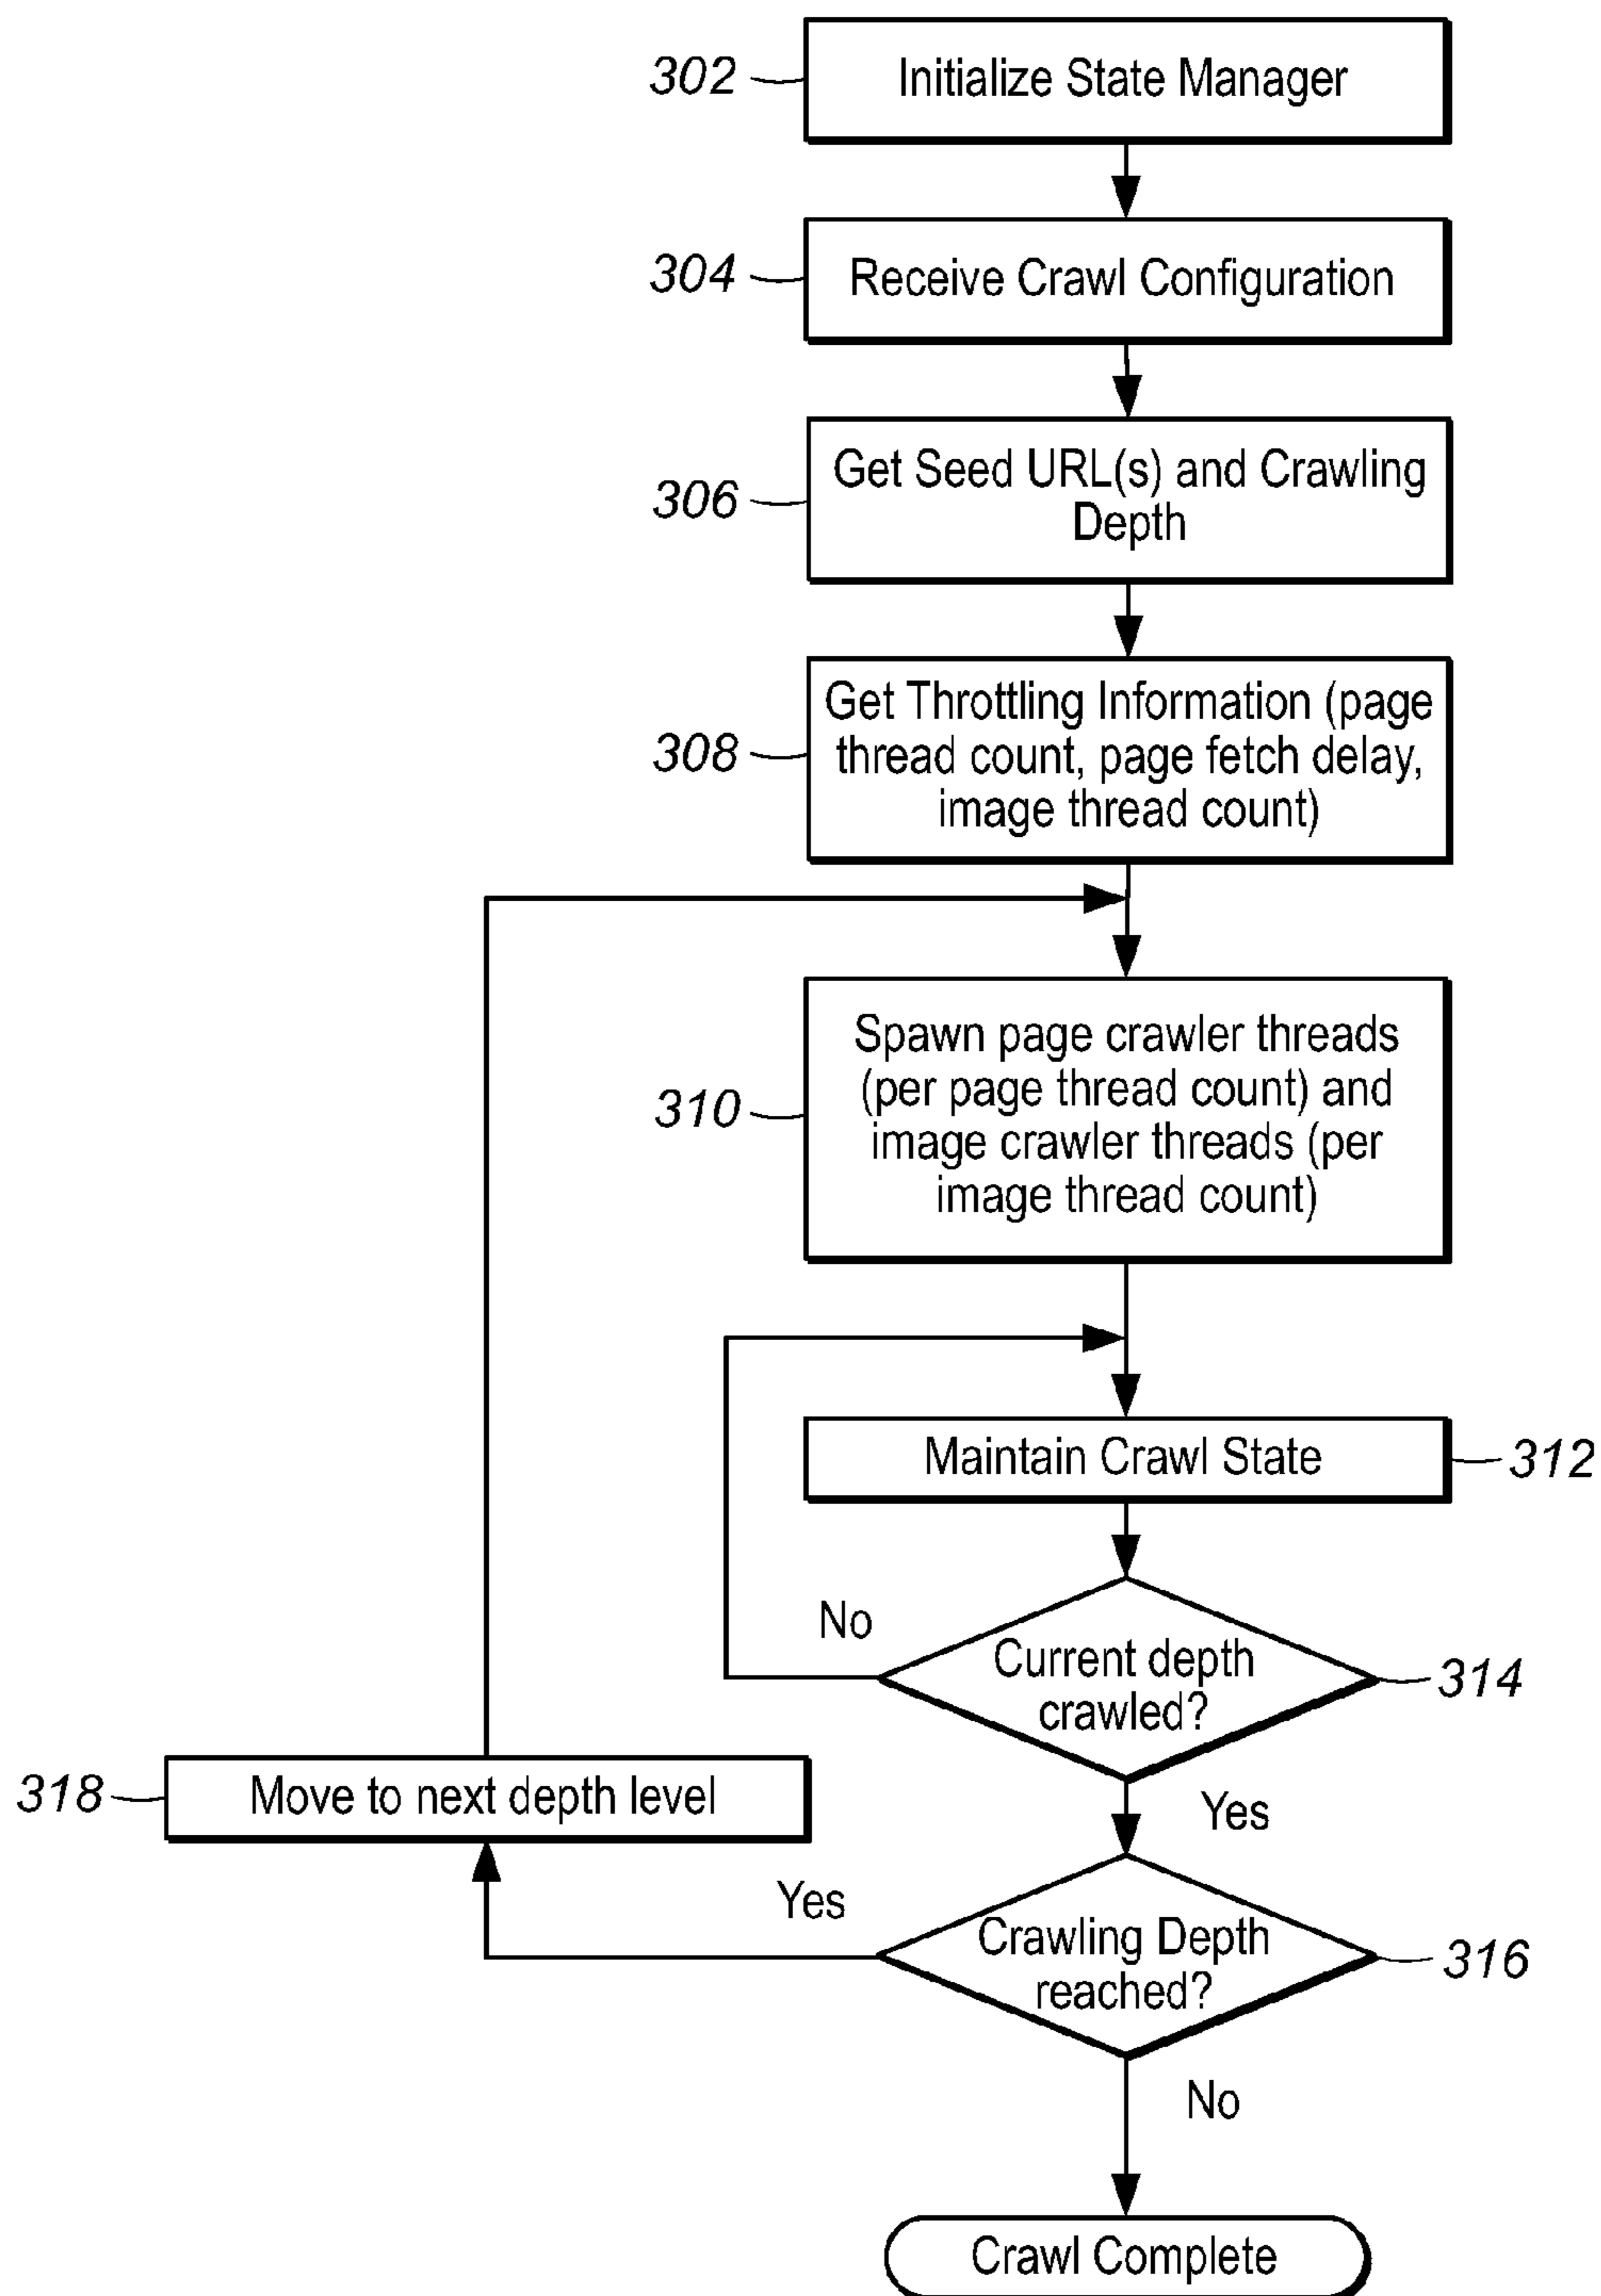 302
Initialize State Manager
304
Receive Crawl Configuration
306
Get Seed URL(s) and Crawling
Depth
308
Get Throttling Information (page
thread count, page fetch delay,
image thread count)
310
Spawn page crawler threads
(per page thread count) and
image crawler threads (per
image thread count)
Maintain Crawl State
312
No
Current depth
crawled?
314
Yes
318
Move to next depth level
Yes
Crawling Depth
reached?
316
No
Crawl Complete